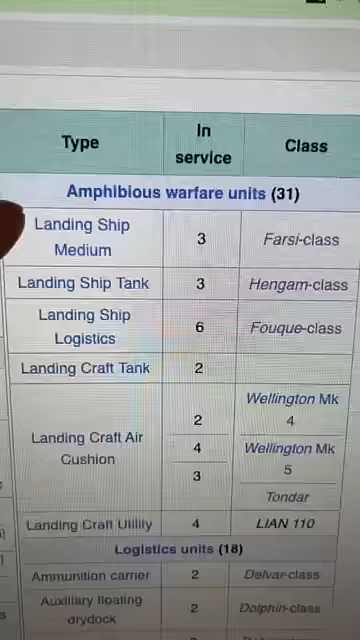 Type
In service
Class
Amphibious warfare units (31)
Landing Ship Medium
3
Farsi-class
Landing Ship Tank
3
Hengam-class
Landing Ship Logistics
6
Fouque-class
Landing Craft Tank
2
Landing Craft Air Cushion
2
4
3
Wellington Mk 4
Wellington Mk 5
Tondar
Landing Craft Utility
4
LIAN 110
Logistics units (18)
Ammunition carrier
2
Delvar-class
Auxiliary floating drydock
2
Dolphin-class